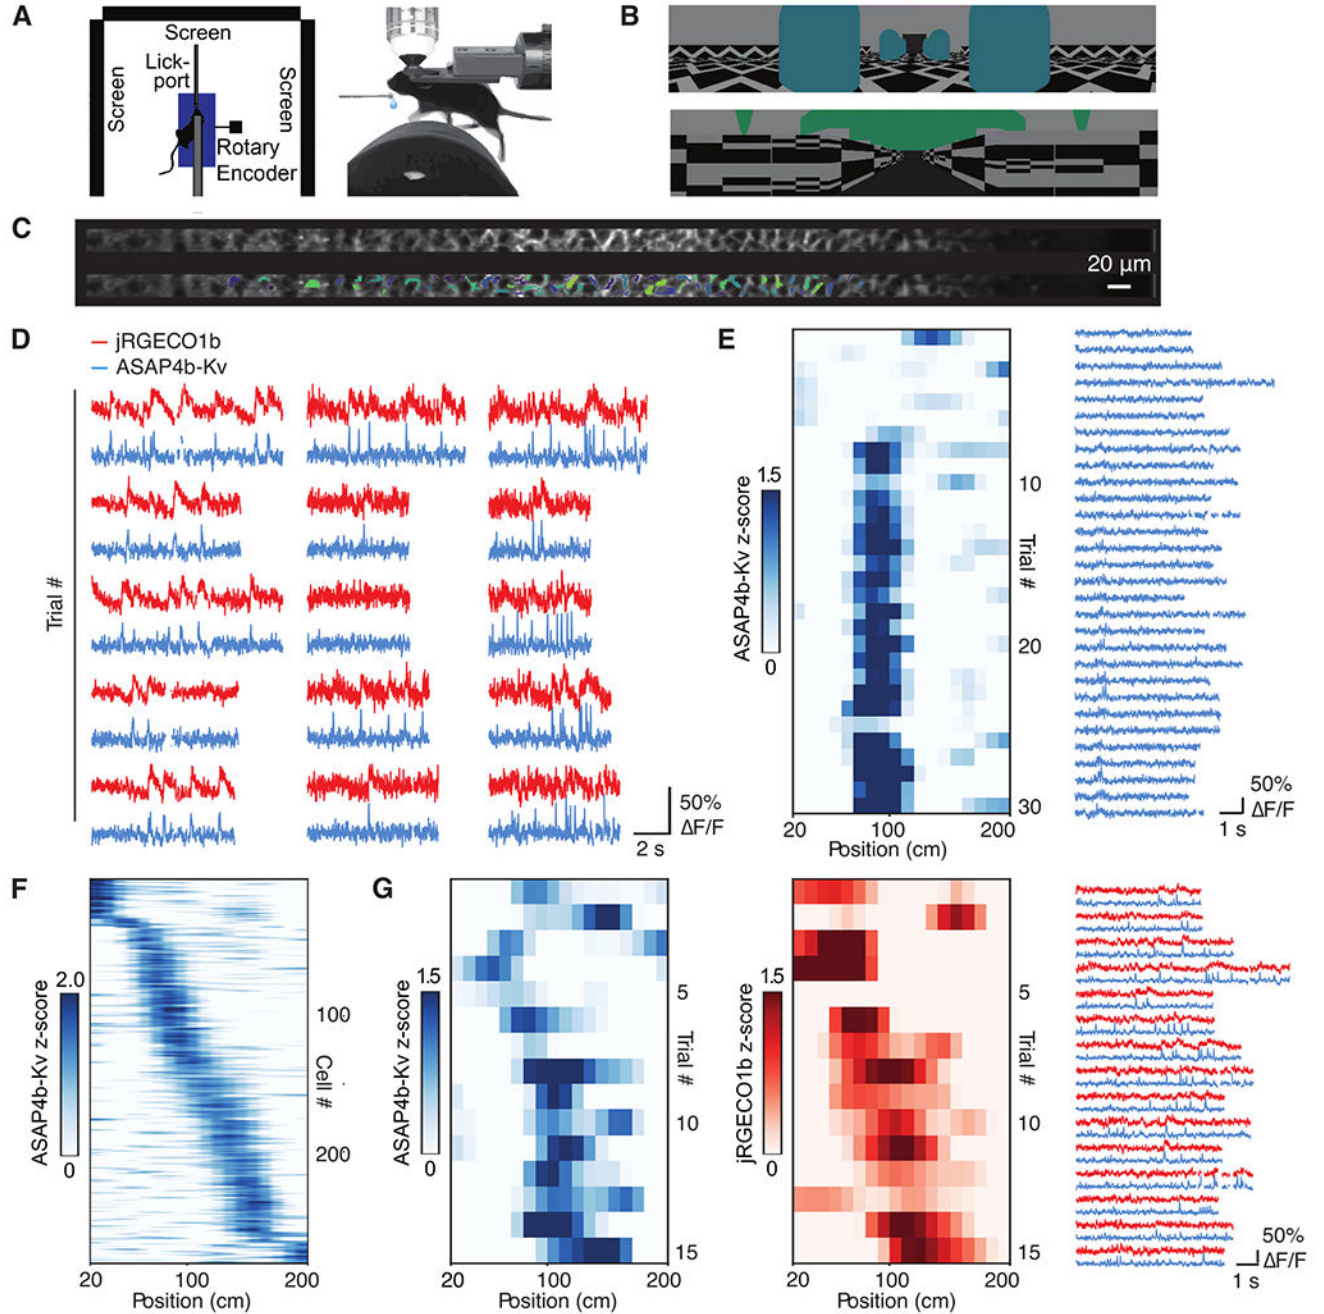 A
Screen
Lick-
port
Screen
Screen
Rotary
Encoder
B
C
20 µm
D
jRGECO1b
ASAP4b-Kv
Trial #
50%
ΔF/F
2 s
E
1.5
ASAP4b-Kv z-score
0
10
Trial #
20
30
20
100
200
Position (cm)
50%
ΔF/F
1 s
F
2.0
ASAP4b-Kv z-score
0
100
Cell #
200
20
100
200
Position (cm)
G
1.5
ASAP4b-Kv z-score
0
5
Trial #
10
15
20
100
200
Position (cm)
1.5
jRGECO1b z-score
0
5
Trial #
10
15
20
100
200
Position (cm)
50%
ΔF/F
1 s